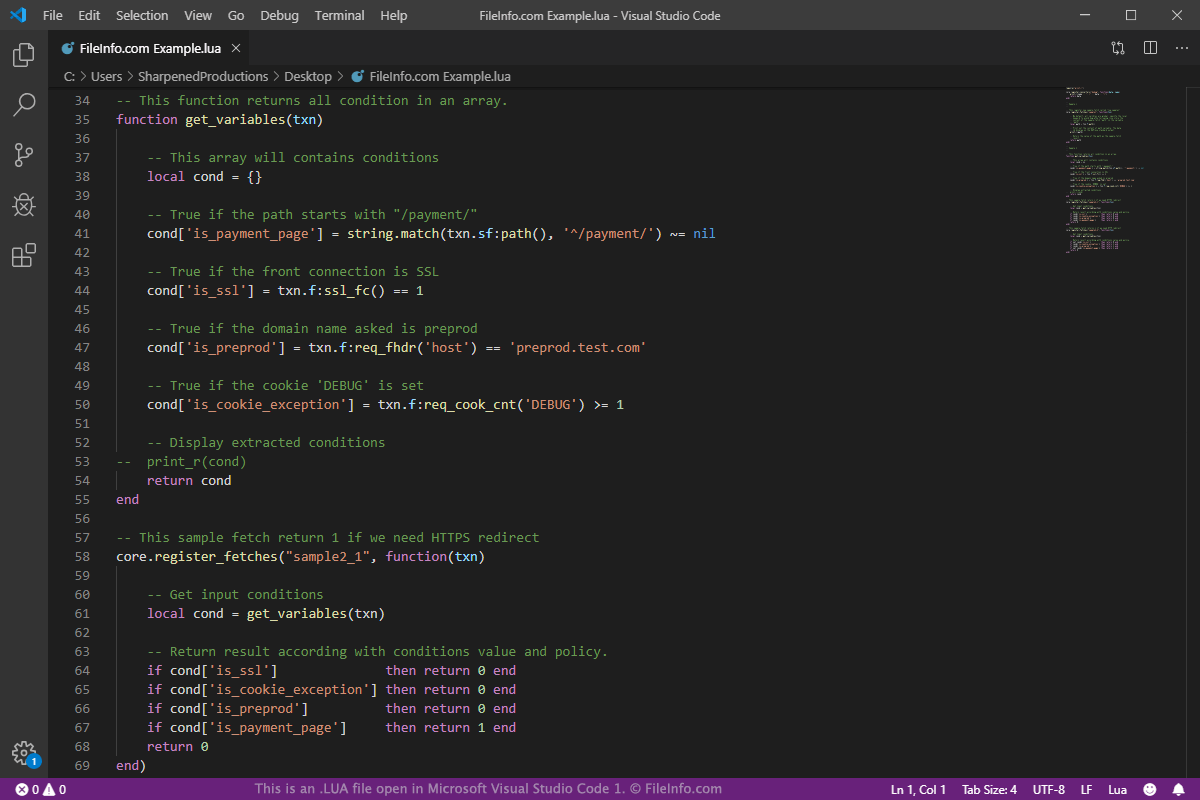 File Edit Selection View Go Debug Terminal Help FileInfo.com Example.lua - Visual Studio Code
FileInfo.com Example.lua
C: > Users > SharpenedProductions > Desktop > FileInfo.com Example.lua
34 -- This function returns all condition in an array.
35 function get_variables(txn)
36
37     -- This array will contains conditions
38     local cond = {}
39
40     -- True if the path starts with "/payment/"
41     cond['is_payment_page'] = string.match(txn.sf:path(), '^/payment/') ~= nil
42
43     -- True if the front connection is SSL
44     cond['is_ssl'] = txn.f:ssl_fc() == 1
45
46     -- True if the domain name asked is preprod
47     cond['is_preprod'] = txn.f:req_fhdr('host') == 'preprod.test.com'
48
49     -- True if the cookie 'DEBUG' is set
50     cond['is_cookie_exception'] = txn.f:req_cook_cnt('DEBUG') >= 1
51
52     -- Display extracted conditions
53 --  print_r(cond)
54     return cond
55 end
56
57 -- This sample fetch return 1 if we need HTTPS redirect
58 core.register_fetches("sample2_1", function(txn)
59
60     -- Get input conditions
61     local cond = get_variables(txn)
62
63     -- Return result according with conditions value and policy.
64     if cond['is_ssl']              then return 0 end
65     if cond['is_cookie_exception'] then return 0 end
66     if cond['is_preprod']          then return 0 end
67     if cond['is_payment_page']     then return 1 end
68     return 0
69 end)
1
0 0 This is an .LUA file open in Microsoft Visual Studio Code 1. © FileInfo.com Ln 1, Col 1 Tab Size: 4 UTF-8 LF Lua